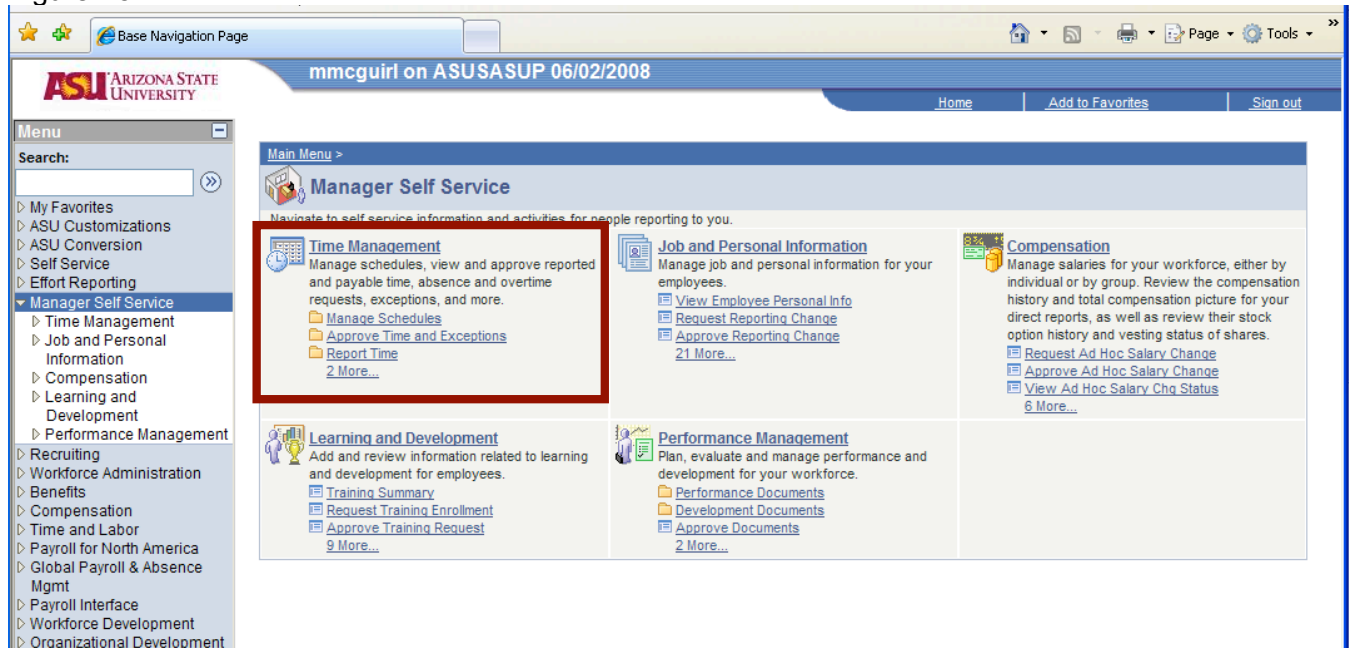 Base Navigation Page
Page
Tools
»
ASU ARIZONA STATE
UNIVERSITY
mmcguirl on ASUSASUP 06/02/2008
Home
Add to Favorites
Sign out
Menu
Search:
My Favorites
ASU Customizations
ASU Conversion
Self Service
Effort Reporting
Manager Self Service
Time Management
Job and Personal
Information
Compensation
Learning and
Development
Performance Management
Recruiting
Workforce Administration
Benefits
Compensation
Time and Labor
Payroll for North America
Global Payroll & Absence
Mgmt
Payroll Interface
Workforce Development
Organizational Development
Main Menu >
Manager Self Service
Navigate to self service information and activities for people reporting to you.
Time Management
Manage schedules, view and approve reported
and payable time, absence and overtime
requests, exceptions, and more.
Manage Schedules
Approve Time and Exceptions
Report Time
2 More...
Job and Personal Information
Manage job and personal information for your
employees.
View Employee Personal Info
Request Reporting Change
Approve Reporting Change
21 More...
Compensation
Manage salaries for your workforce, either by
individual or by group. Review the compensation
history and total compensation picture for your
direct reports, as well as review their stock
option history and vesting status of shares.
Request Ad Hoc Salary Change
Approve Ad Hoc Salary Change
View Ad Hoc Salary Chg Status
6 More...
Learning and Development
Add and review information related to learning
and development for employees.
Training Summary
Request Training Enrollment
Approve Training Request
9 More...
Performance Management
Plan, evaluate and manage performance and
development for your workforce.
Performance Documents
Development Documents
Approve Documents
2 More...